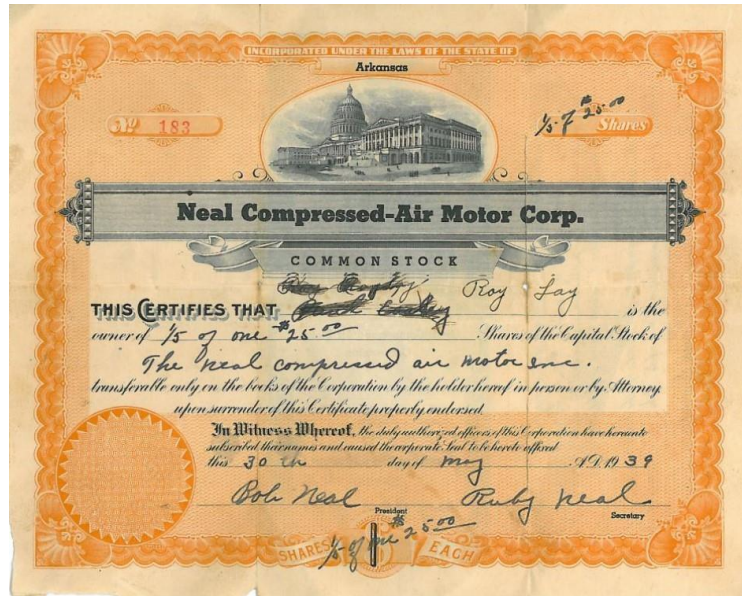 INCORPORATED UNDER THE LAWS OF THE STATE OF
Arkansas
No 183
1/5 of $25.00 Shares
Neal Compressed-Air Motor Corp.
COMMON STOCK
Roy Fay
THIS CERTIFIES THAT is the
owner of 1/5 of one $25.00 Shares of the Capital Stock of
The Neal compressed air motor Inc.
transferable only on the books of the Corporation by the holder hereof in person or by Attorney
upon surrender of this Certificate properly endorsed.
In Witness Whereof, the duly authorized officers of this Corporation have hereunto
subscribed their names and caused the corporate Seal to be hereto affixed
this 30th day of May A.D. 1939
Bob Neal Ruby Neal
President Secretary
1/5 of one $25.00
SHARES EACH